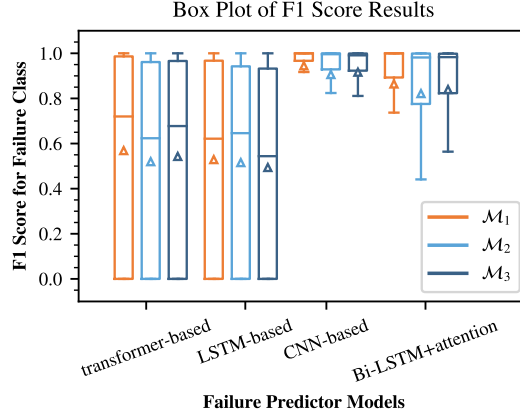 Box Plot of F1 Score Results
F1 Score for Failure Class
1.0
0.8
0.6
0.4
0.2
0.0
M1
M2
M3
transformer-based
LSTM-based
CNN-based
Bi-LSTM+attention
Failure Predictor Models